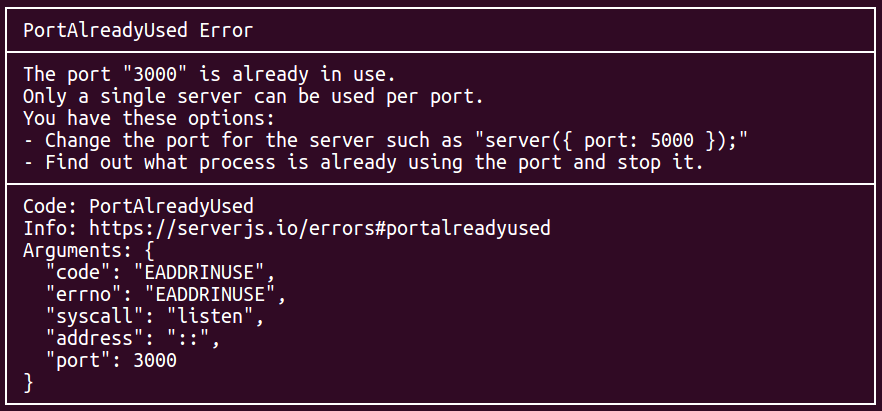 PortAlreadyUsed Error
The port "3000" is already in use.
Only a single server can be used per port.
You have these options:
- Change the port for the server such as "server({ port: 5000 });"
- Find out what process is already using the port and stop it.
Code: PortAlreadyUsed
Info: https://serverjs.io/errors#portalreadyused
Arguments: {
  "code": "EADDRINUSE",
  "errno": "EADDRINUSE",
  "syscall": "listen",
  "address": "::",
  "port": 3000
}